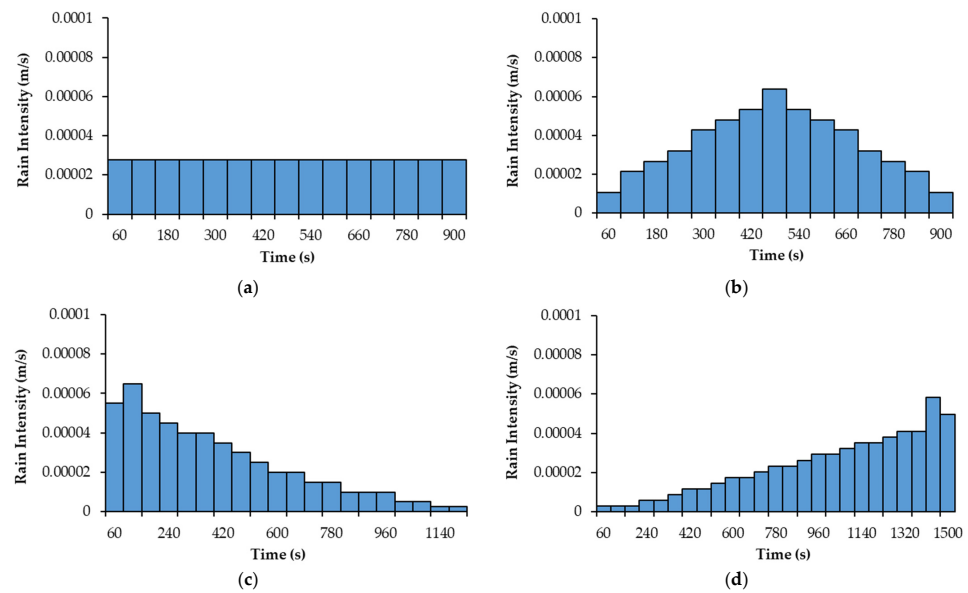 Rain Intensity (m/s)
0.0001
0.00008
0.00006
0.00004
0.00002
0
60 180 300 420 540 660 780 900
Time (s)
(a)
Rain Intensity (m/s)
0.0001
0.00008
0.00006
0.00004
0.00002
0
60 180 300 420 540 660 780 900
Time (s)
(b)
Rain Intensity (m/s)
0.0001
0.00008
0.00006
0.00004
0.00002
0
60 240 420 600 780 960 1140
Time (s)
(c)
Rain Intensity (m/s)
0.0001
0.00008
0.00006
0.00004
0.00002
0
60 240 420 600 780 960 1140 1320 1500
Time (s)
(d)